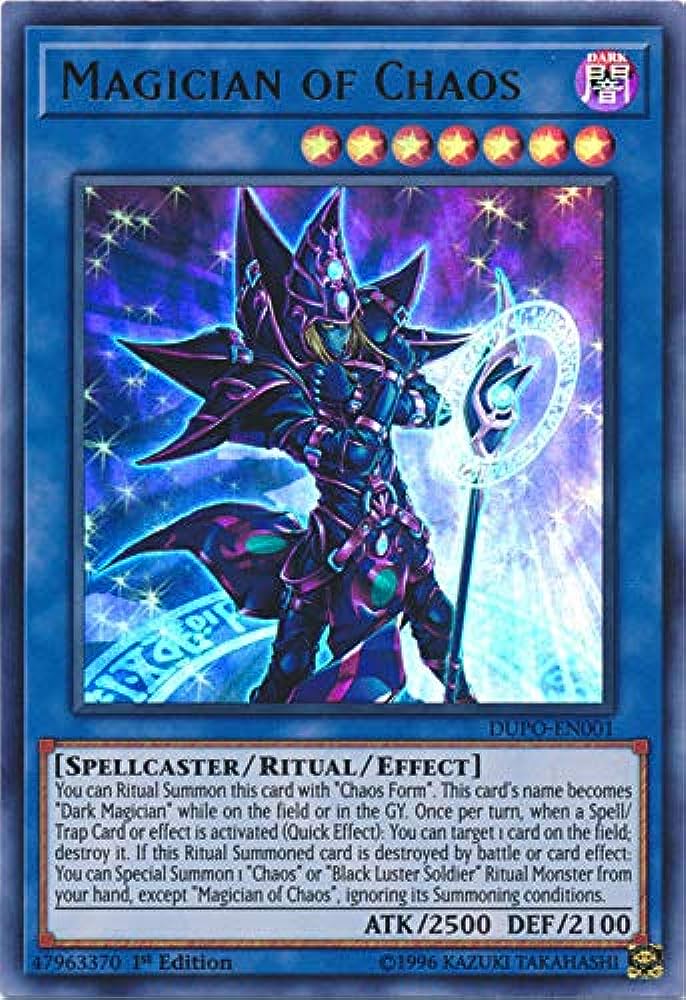 MAGICIAN OF CHAOS
DARK
闇
DUPO-EN001
[SPELLCASTER/RITUAL/EFFECT]
You can Ritual Summon this card with "Chaos Form". This card's name becomes
"Dark Magician" while on the field or in the GY. Once per turn, when a Spell/
Trap Card or effect is activated (Quick Effect): You can target 1 card on the field;
destroy it. If this Ritual Summoned card is destroyed by battle or card effect:
You can Special Summon 1 "Chaos" or "Black Luster Soldier" Ritual Monster from
your hand, except "Magician of Chaos", ignoring its Summoning conditions.
ATK/2500 DEF/2100
47963370 1st Edition
©1996 KAZUKI TAKAHASHI